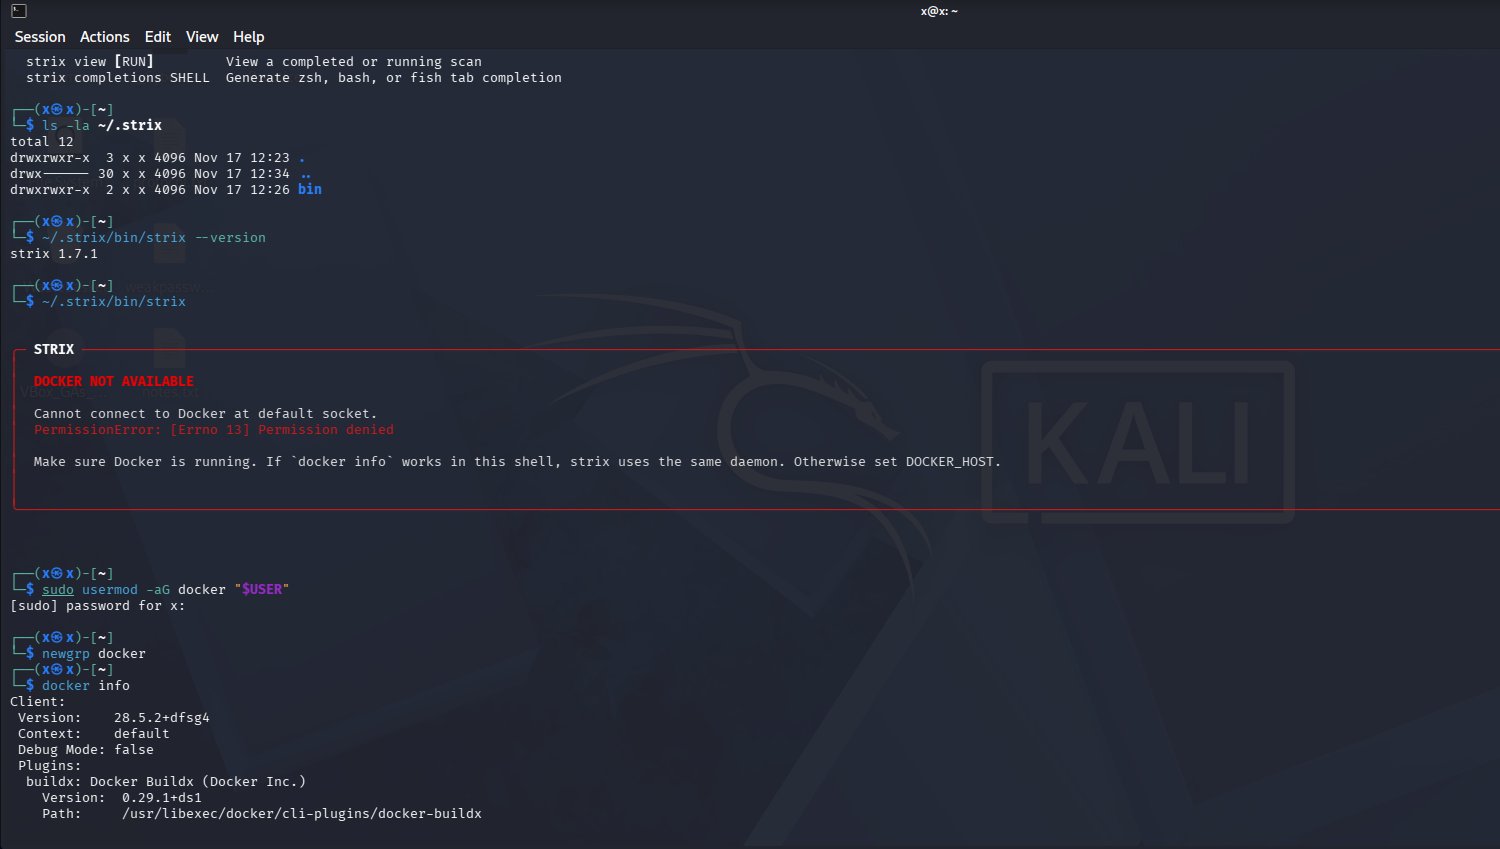 x@x: ~
Session Actions Edit View Help
strix view [RUN] View a completed or running scan
strix completions SHELL Generate zsh, bash, or fish tab completion
┌──(x㉿x)-[~]
└─$ ls -la ~/.strix
total 12
drwxrwxr-x 3 x x 4096 Nov 17 12:23 .
drwx------ 30 x x 4096 Nov 17 12:34 ..
drwxrwxr-x 2 x x 4096 Nov 17 12:26 bin
┌──(x㉿x)-[~]
└─$ ~/.strix/bin/strix --version
strix 1.7.1
┌──(x㉿x)-[~]
└─$ ~/.strix/bin/strix
STRIX
DOCKER NOT AVAILABLE
Cannot connect to Docker at default socket.
PermissionError: [Errno 13] Permission denied
Make sure Docker is running. If `docker info` works in this shell, strix uses the same daemon. Otherwise set DOCKER_HOST.
KALI
┌──(x㉿x)-[~]
└─$ sudo usermod -aG docker "$USER"
[sudo] password for x:
┌──(x㉿x)-[~]
└─$ newgrp docker
┌──(x㉿x)-[~]
└─$ docker info
Client:
Version: 28.5.2+dfsg4
Context: default
Debug Mode: false
Plugins:
buildx: Docker Buildx (Docker Inc.)
Version: 0.29.1+ds1
Path: /usr/libexec/docker/cli-plugins/docker-buildx